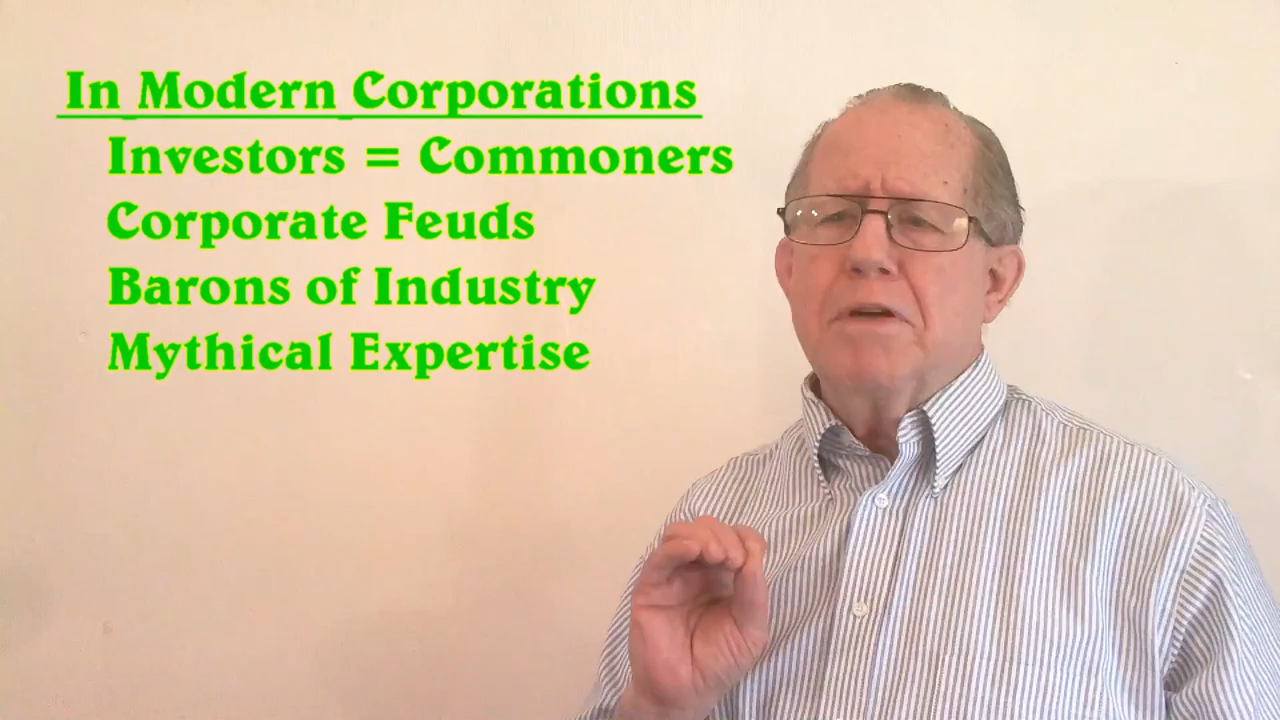 In Modern Corporations
Investors = Commoners
Corporate Feuds
Barons of Industry
Mythical Expertise